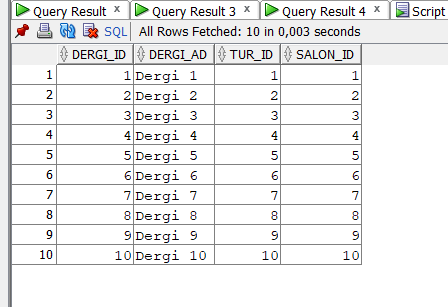 Query Result x Query Result 3 x Query Result 4 x Script
SQL | All Rows Fetched: 10 in 0,003 seconds
DERGI_ID DERGI_AD TUR_ID SALON_ID
1 1 Dergi 1 1 1
2 2 Dergi 2 2 2
3 3 Dergi 3 3 3
4 4 Dergi 4 4 4
5 5 Dergi 5 5 5
6 6 Dergi 6 6 6
7 7 Dergi 7 7 7
8 8 Dergi 8 8 8
9 9 Dergi 9 9 9
10 10 Dergi 10 10 10